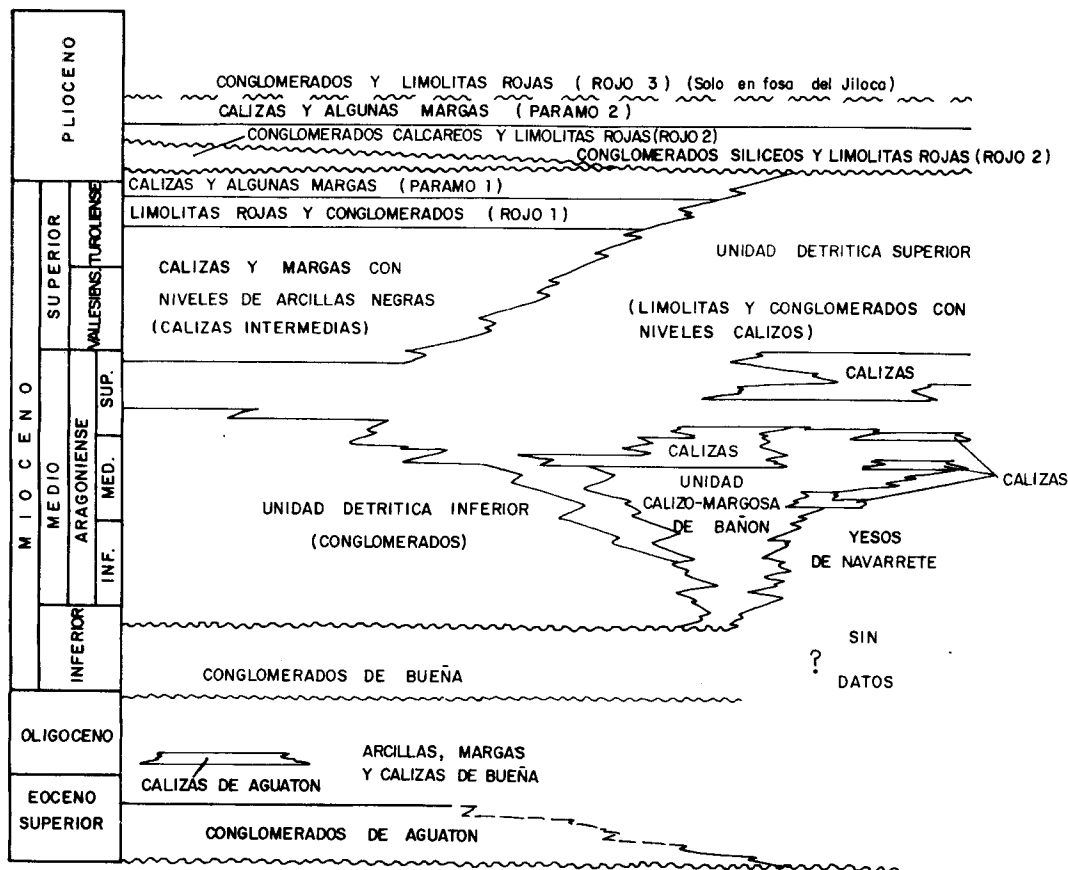 PLIOCENO
CONGLOMERADOS Y LIMOLITAS ROJAS ( ROJO 3 ) (Solo en fosa del Jiloca)
CALIZAS Y ALGUNAS MARGAS ( PARAMO 2 )
CONGLOMERADOS CALCAREOS Y LIMOLITAS ROJAS (ROJO 2)
CONGLOMERADOS SILICEOS Y LIMOLITAS ROJAS (ROJO 2)
MIOCENO
SUPERIOR
TUROLIENSE
VALLESIENS.
CALIZAS Y ALGUNAS MARGAS ( PARAMO 1 )
LIMOLITAS ROJAS Y CONGLOMERADOS ( ROJO 1 )
CALIZAS Y MARGAS CON
NIVELES DE ARCILLAS NEGRAS
(CALIZAS INTERMEDIAS)
UNIDAD DETRITICA SUPERIOR
(LIMOLITAS Y CONGLOMERADOS CON
NIVELES CALIZOS)
MEDIO
ARAGONIENSE
SUP.
MED.
INF.
CALIZAS
CALIZAS
CALIZAS
UNIDAD
CALIZO-MARGOSA
DE BAÑON
UNIDAD DETRITICA INFERIOR
(CONGLOMERADOS)
YESOS
DE NAVARRETE
INFERIOR
CONGLOMERADOS DE BUEÑA
SIN
?
DATOS
OLIGOCENO
CALIZAS DE AGUATON
ARCILLAS, MARGAS
Y CALIZAS DE BUEÑA
EOCENO
SUPERIOR
CONGLOMERADOS DE AGUATON